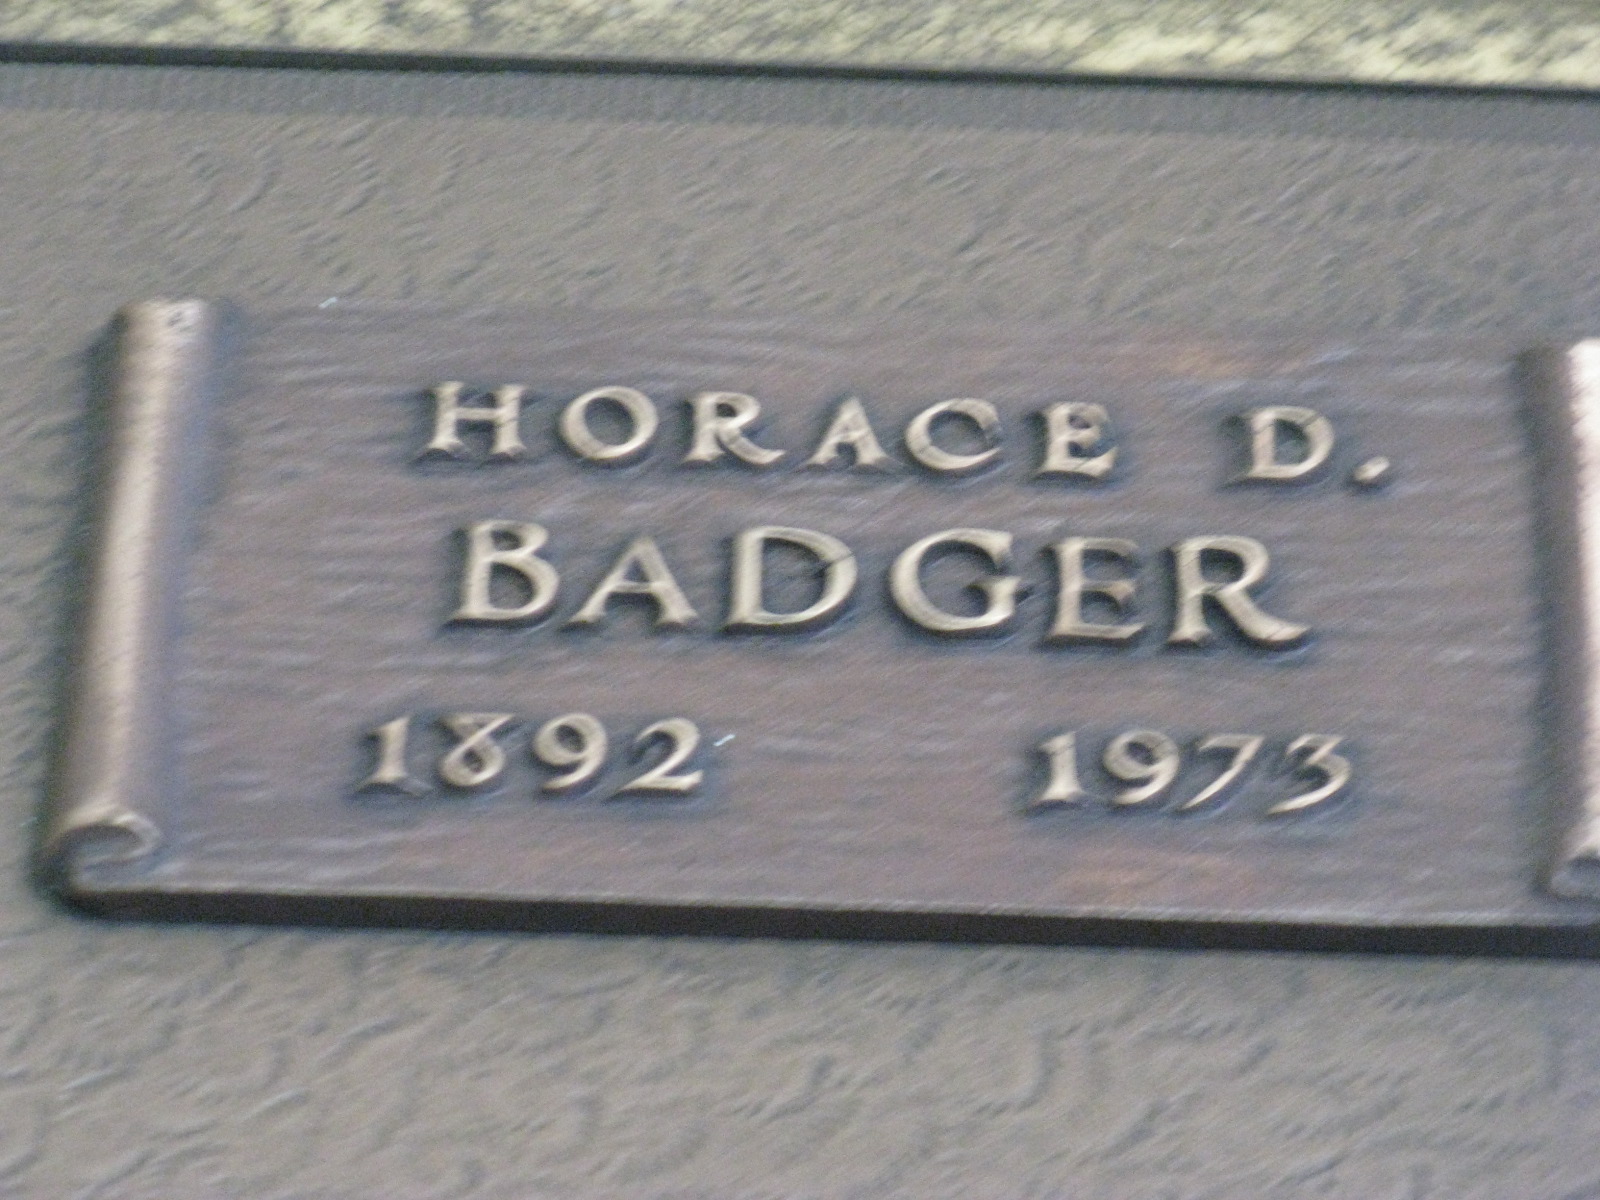 HORACE D.
BADGER
1892 1973